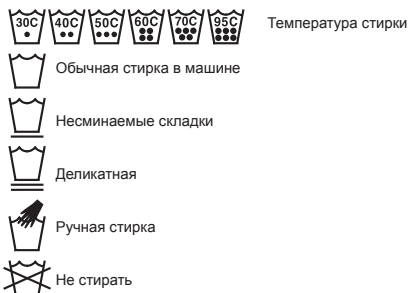 30C 40C 50C 60C 70C 95C Температура стирки
Обычная стирка в машине
Несминаемые складки
Деликатная
Ручная стирка
Не стирать